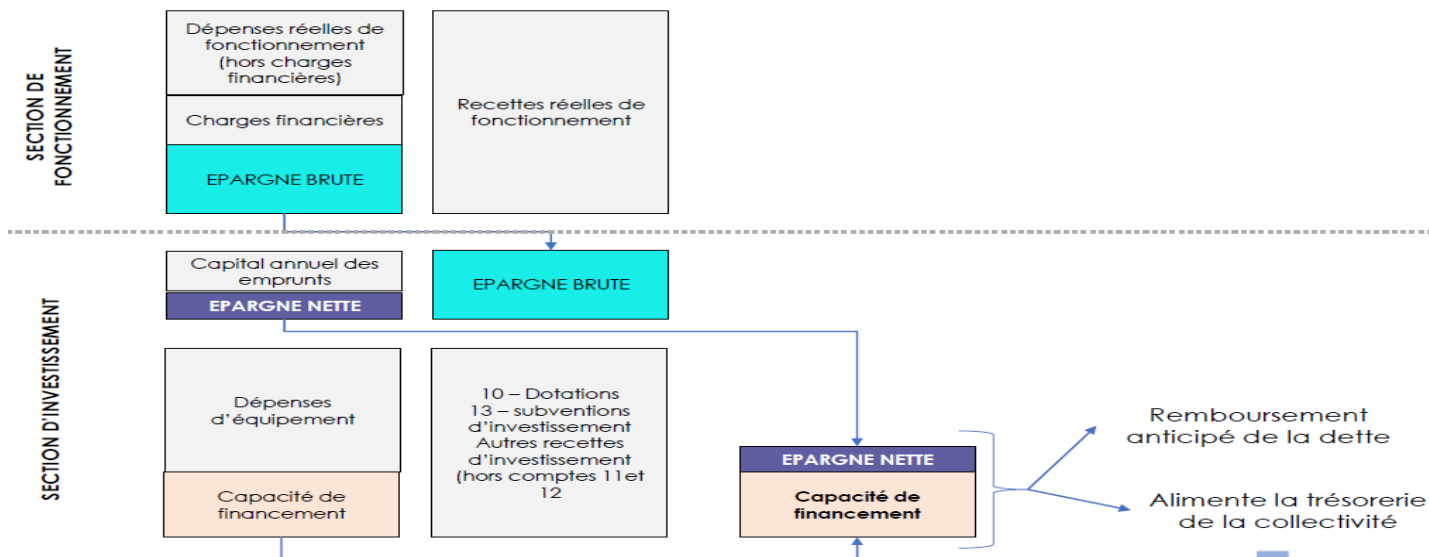 SECTION DE
FONCTIONNEMENT
Dépenses réelles de
fonctionnement
(hors charges
financières)
Charges financières
EPARGNE BRUTE
Recettes réelles de
fonctionnement
SECTION D'INVESTISSEMENT
Capital annuel des
emprunts
EPARGNE NETTE
EPARGNE BRUTE
Dépenses
d'équipement
Capacité de
financement
10 – Dotations
13 – subventions
d'investissement
Autres recettes
d'investissement
(hors comptes 11et
12
EPARGNE NETTE
Capacité de
financement
Remboursement
anticipé de la dette
Alimente la trésorerie
de la collectivité